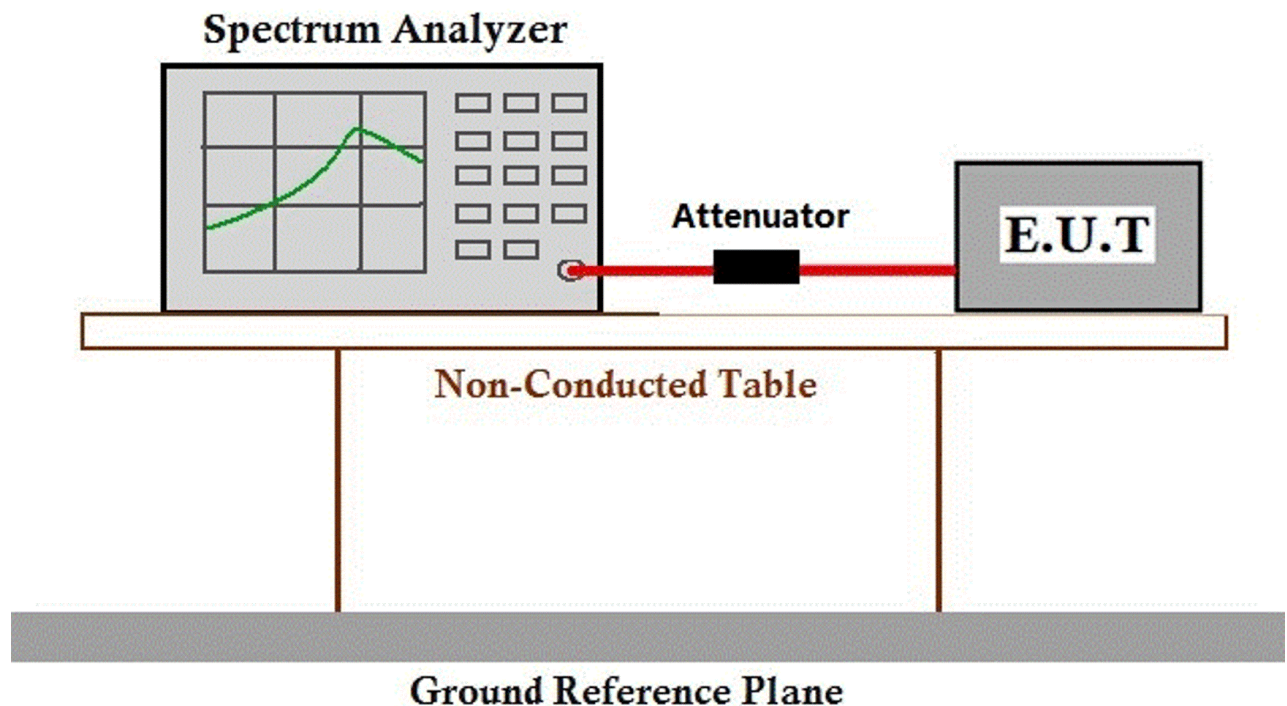 Spectrum Analyzer
Attenuator
E.U.T
Non-Conducted Table
Ground Reference Plane